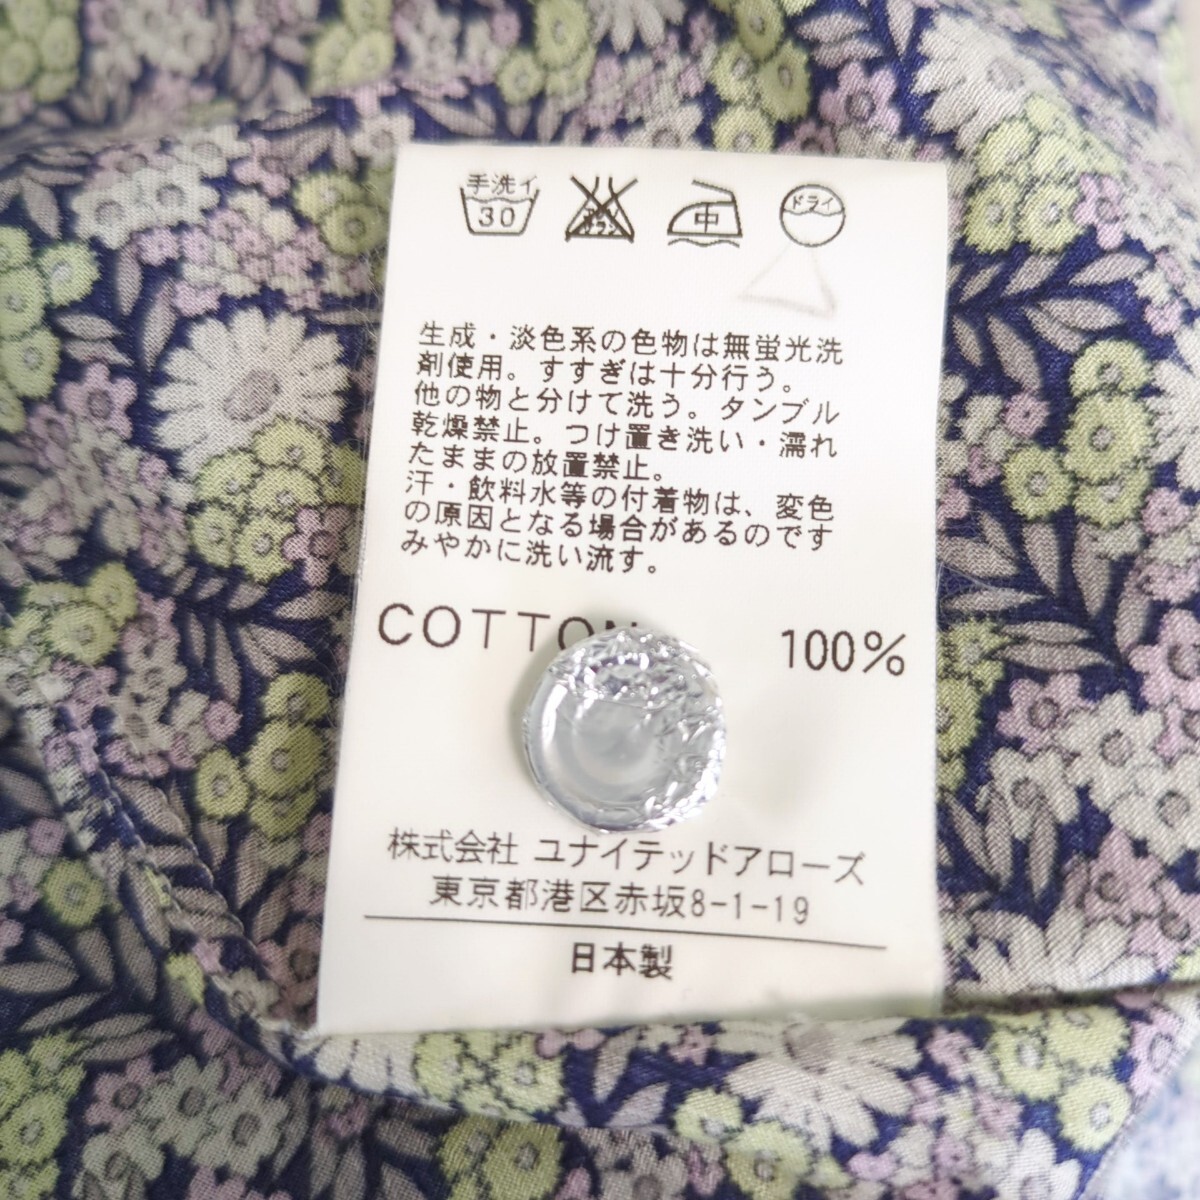 手洗イ
30
中
ドライ
生成・淡色系の色物は無蛍光洗
剤使用。すすぎは十分行う。
他の物と分けて洗う。タンブル
乾燥禁止。つけ置き洗い・濡れ
たままの放置禁止。
汗・飲料水等の付着物は、変色
の原因となる場合があるのです
みやかに洗い流す。
COTTON 100%
株式会社 ユナイテッドアローズ
東京都港区赤坂8-1-19
日本製